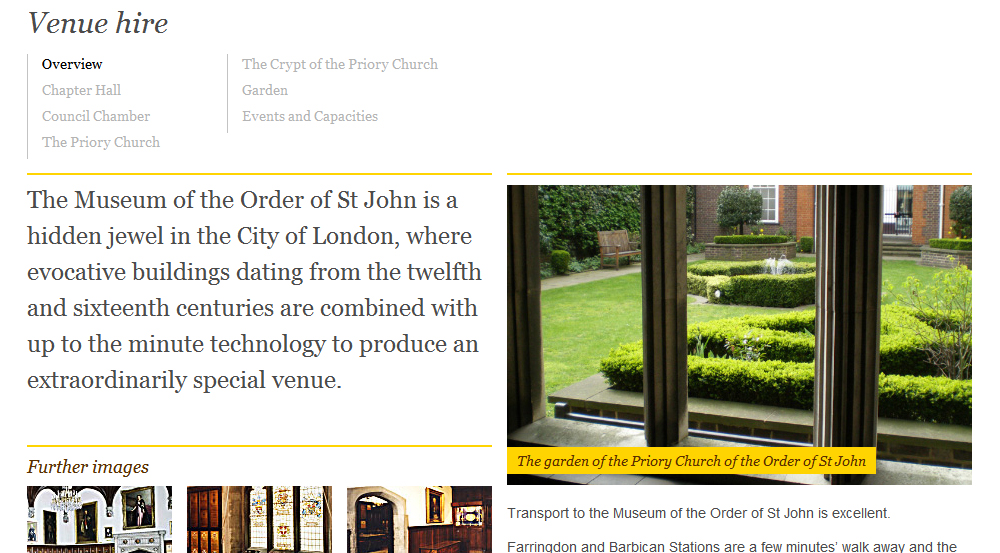 Venue hire
Overview
Chapter Hall
Council Chamber
The Priory Church
The Crypt of the Priory Church
Garden
Events and Capacities
The Museum of the Order of St John is a
hidden jewel in the City of London, where
evocative buildings dating from the twelfth
and sixteenth centuries are combined with
up to the minute technology to produce an
extraordinarily special venue.
Further images
The garden of the Priory Church of the Order of St John
Transport to the Museum of the Order of St John is excellent.
Farringdon and Barbican Stations are a few minutes' walk away and the